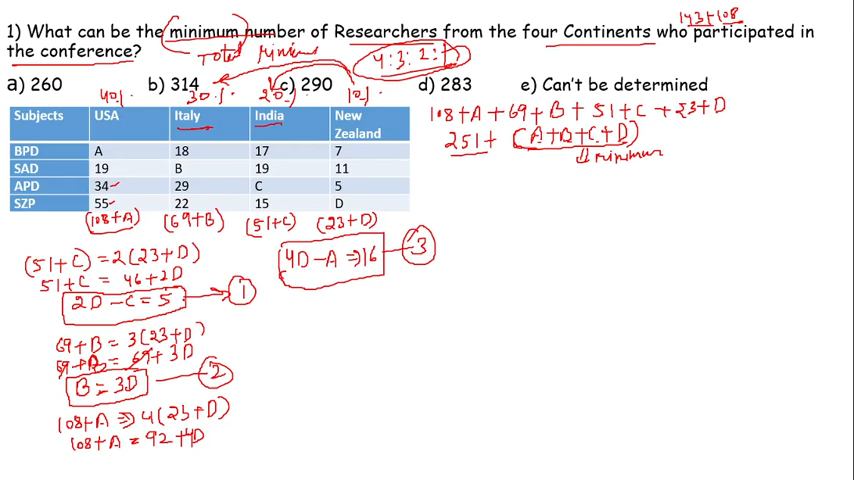 143+108
1) What can be the minimum number of Researchers from the four Continents who participated in
the conference?
Total minimum
4:3:2:1
a) 260 b) 314 c) 290 d) 283 e) Can't be determined
40% 30% 20% 10%
Subjects USA Italy India New Zealand
BPD A 18 17 7
SAD 19 B 19 11
APD 34 29 C 5
SZP 55 22 15 D
(108+A) (69+B) (51+C) (23+D)
108+A+69+B+51+C+23+D
251+(A+B+C+D)
minimum
(51+C)=2(23+D)
51+C=46+2D
2D-C=5 1
69+B=3(23+D)
69+B=69+3D
B=3D 2
108+A⇒4(23+D)
108+A=92+4D
4D-A⇒16 3